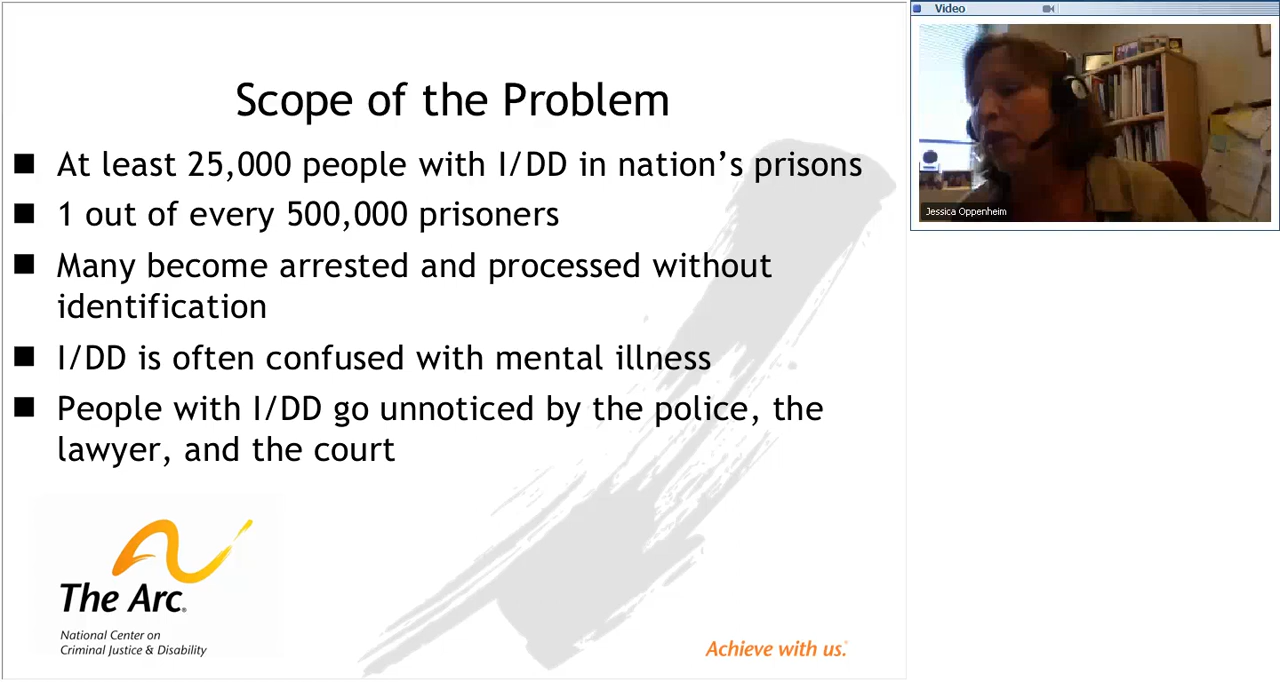 Scope of the Problem
■ At least 25,000 people with I/DD in nation’s prisons
■ 1 out of every 500,000 prisoners
■ Many become arrested and processed without
identification
■ I/DD is often confused with mental illness
■ People with I/DD go unnoticed by the police, the
lawyer, and the court
The Arc®
National Center on
Criminal Justice & Disability
Achieve with us.®
Video
Jessica Oppenheim